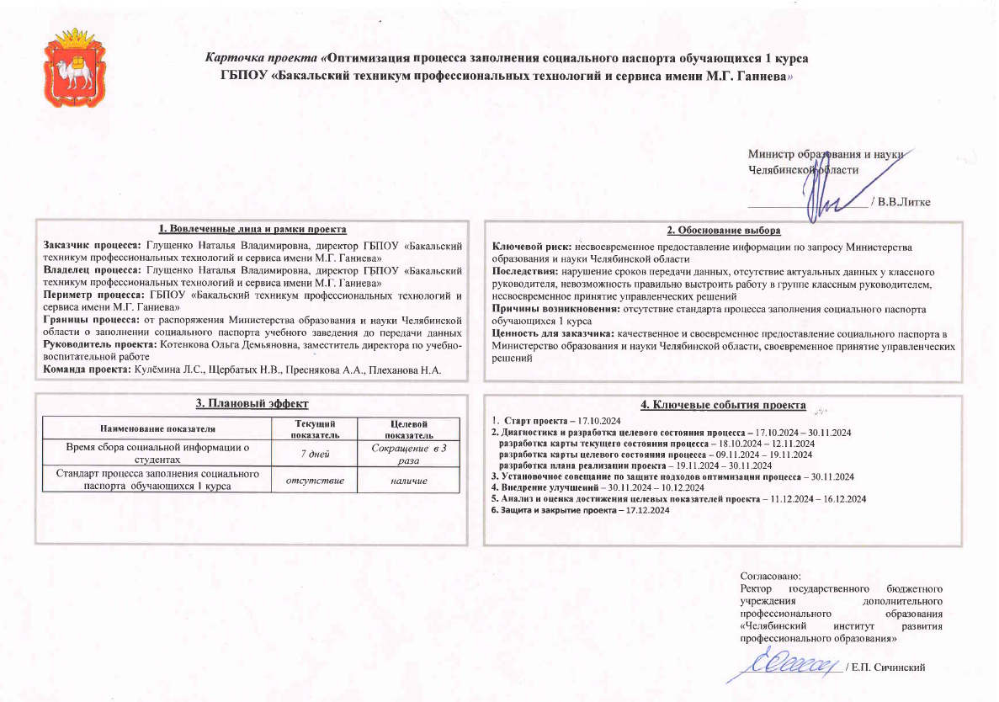 Карточка проекта «Оптимизация процесса заполнения социального паспорта обучающихся 1 курса
ГБПОУ «Бакальский техникум профессиональных технологий и сервиса имени М.Г. Ганиева»
Министр образования и науки
Челябинской области
/ В.В.Литке
1. Вовлеченные лица и рамки проекта
Заказчик процесса: Глущенко Наталья Владимировна, директор ГБПОУ «Бакальский
техникум профессиональных технологий и сервиса имени М.Г. Ганиева»
Владелец процесса: Глущенко Наталья Владимировна, директор ГБПОУ «Бакальский
техникум профессиональных технологий и сервиса имени М.Г. Ганиева»
Периметр процесса: ГБПОУ «Бакальский техникум профессиональных технологий и
сервиса имени М.Г. Ганиева»
Границы процесса: от распоряжения Министерства образования и науки Челябинской
области о заполнении социального паспорта учебного заведения до передачи данных
Руководитель проекта: Котенкова Ольга Демьяновна, заместитель директора по учебно-
воспитательной работе
Команда проекта: Кулёмина Л.С., Щербатых Н.В., Преснякова А.А., Плеханова Н.А.
2. Обоснование выбора
Ключевой риск: несвоевременное предоставление информации по запросу Министерства
образования и науки Челябинской области
Последствия: нарушение сроков передачи данных, отсутствие актуальных данных у классного
руководителя, невозможность правильно выстроить работу в группе классным руководителем,
несвоевременное принятие управленческих решений
Причины возникновения: отсутствие стандарта процесса заполнения социального паспорта
обучающихся 1 курса
Ценность для заказчика: качественное и своевременное предоставление социального паспорта в
Министерство образования и науки Челябинской области, своевременное принятие управленческих
решений
3. Плановый эффект
Наименование показателя
Текущий
показатель
Целевой
показатель
Время сбора социальной информации о
студентах
7 дней
Сокращение в 3
раза
Стандарт процесса заполнения социального
паспорта обучающихся 1 курса
отсутствие
наличие
4. Ключевые события проекта
1. Старт проекта – 17.10.2024
2. Диагностика и разработка целевого состояния процесса – 17.10.2024 – 30.11.2024
разработка карты текущего состояния процесса – 18.10.2024 – 12.11.2024
разработка карты целевого состояния процесса – 09.11.2024 – 19.11.2024
разработка плана реализации проекта – 19.11.2024 – 30.11.2024
3. Установочное совещание по защите подходов оптимизации процесса – 30.11.2024
4. Внедрение улучшений – 30.11.2024 – 10.12.2024
5. Анализ и оценка достижения целевых показателей проекта – 11.12.2024 – 16.12.2024
6. Защита и закрытие проекта – 17.12.2024
Согласовано:
Ректор государственного бюджетного
учреждения дополнительного
профессионального образования
«Челябинский институт развития
профессионального образования»
/ Е.П. Сичинский